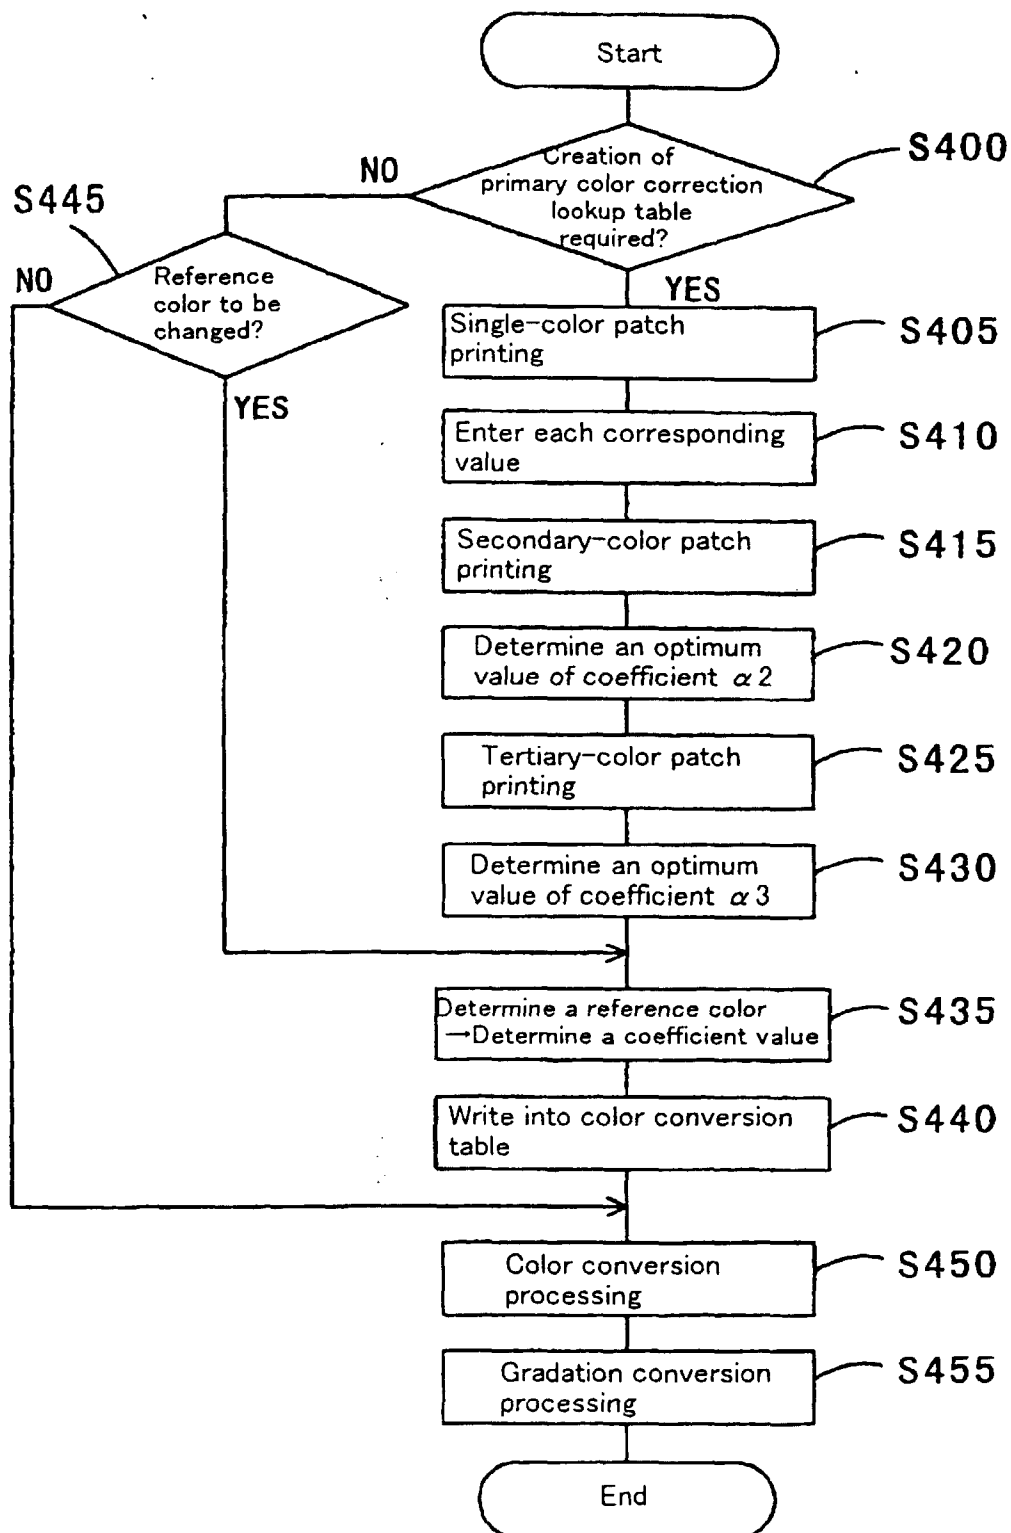 Start
Creation of
primary color correction
lookup table
required?
S400
NO
YES
S445
Reference
color to be
changed?
NO
YES
Single-color patch
printing
S405
Enter each corresponding
value
S410
Secondary-color patch
printing
S415
Determine an optimum
value of coefficient α2
S420
Tertiary-color patch
printing
S425
Determine an optimum
value of coefficient α3
S430
Determine a reference color
→Determine a coefficient value
S435
Write into color conversion
table
S440
Color conversion
processing
S450
Gradation conversion
processing
S455
End